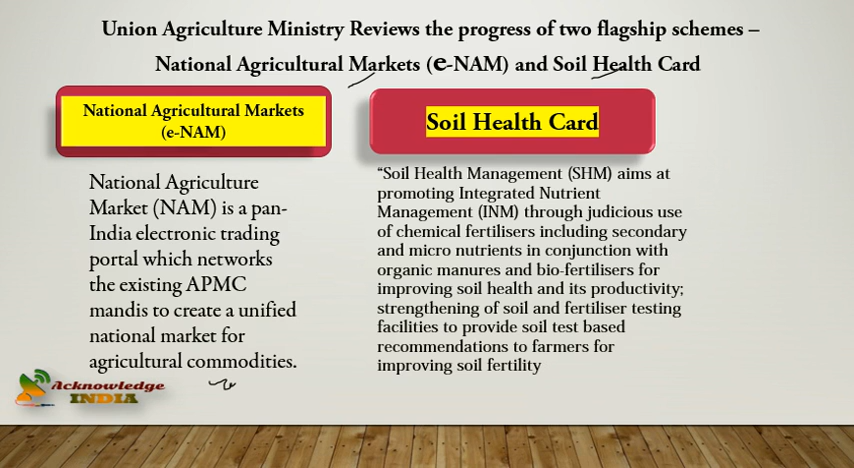 Union Agriculture Ministry Reviews the progress of two flagship schemes –
National Agricultural Markets (e-NAM) and Soil Health Card
National Agricultural Markets
(e-NAM)
National Agriculture
Market (NAM) is a pan-
India electronic trading
portal which networks
the existing APMC
mandis to create a unified
national market for
agricultural commodities.
Soil Health Card
“Soil Health Management (SHM) aims at
promoting Integrated Nutrient
Management (INM) through judicious use
of chemical fertilisers including secondary
and micro nutrients in conjunction with
organic manures and bio-fertilisers for
improving soil health and its productivity;
strengthening of soil and fertiliser testing
facilities to provide soil test based
recommendations to farmers for
improving soil fertility
Acknowledge
INDIA